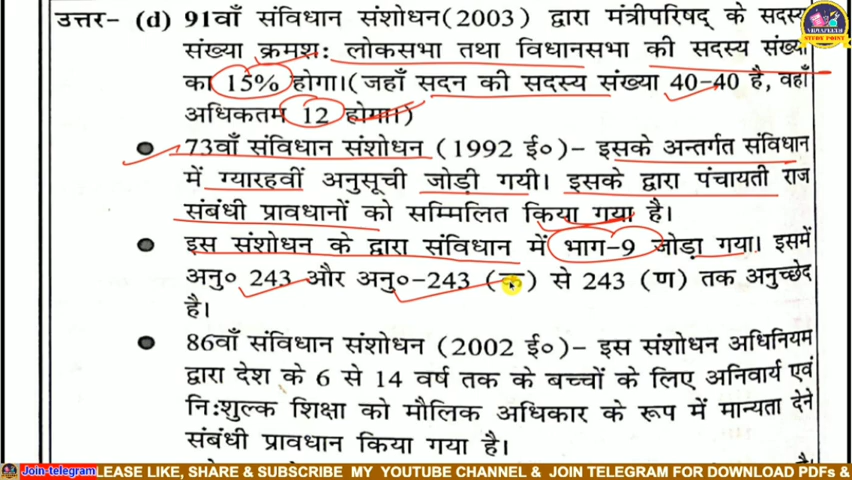 उत्तर- (d) 91वाँ संविधान संशोधन(2003) द्वारा मंत्रीपरिषद् के सदस्य
संख्या क्रमशः लोकसभा तथा विधानसभा की सदस्य संख्या
का 15% होगा।(जहाँ सदन की सदस्य संख्या 40-40 है, वहाँ
अधिकतम 12 होगा।)
73वाँ संविधान संशोधन (1992 ई०)- इसके अन्तर्गत संविधान
में ग्यारहवीं अनुसूची जोड़ी गयी। इसके द्वारा पंचायती राज
संबंधी प्रावधानों को सम्मिलित किया गया है।
इस संशोधन के द्वारा संविधान में भाग-9 जोड़ा गया। इसमें
अनु० 243 और अनु०-243 (क) से 243 (ण) तक अनुच्छेद
है।
86वाँ संविधान संशोधन (2002 ई०)- इस संशोधन अधिनियम
द्वारा देश के 6 से 14 वर्ष तक के बच्चों के लिए अनिवार्य एवं
निःशुल्क शिक्षा को मौलिक अधिकार के रूप में मान्यता देने
संबंधी प्रावधान किया गया है।
Join-telegram LEASE LIKE, SHARE & SUBSCRIBE MY YOUTUBE CHANNEL & JOIN TELEGRAM FOR DOWNLOAD PDFs &